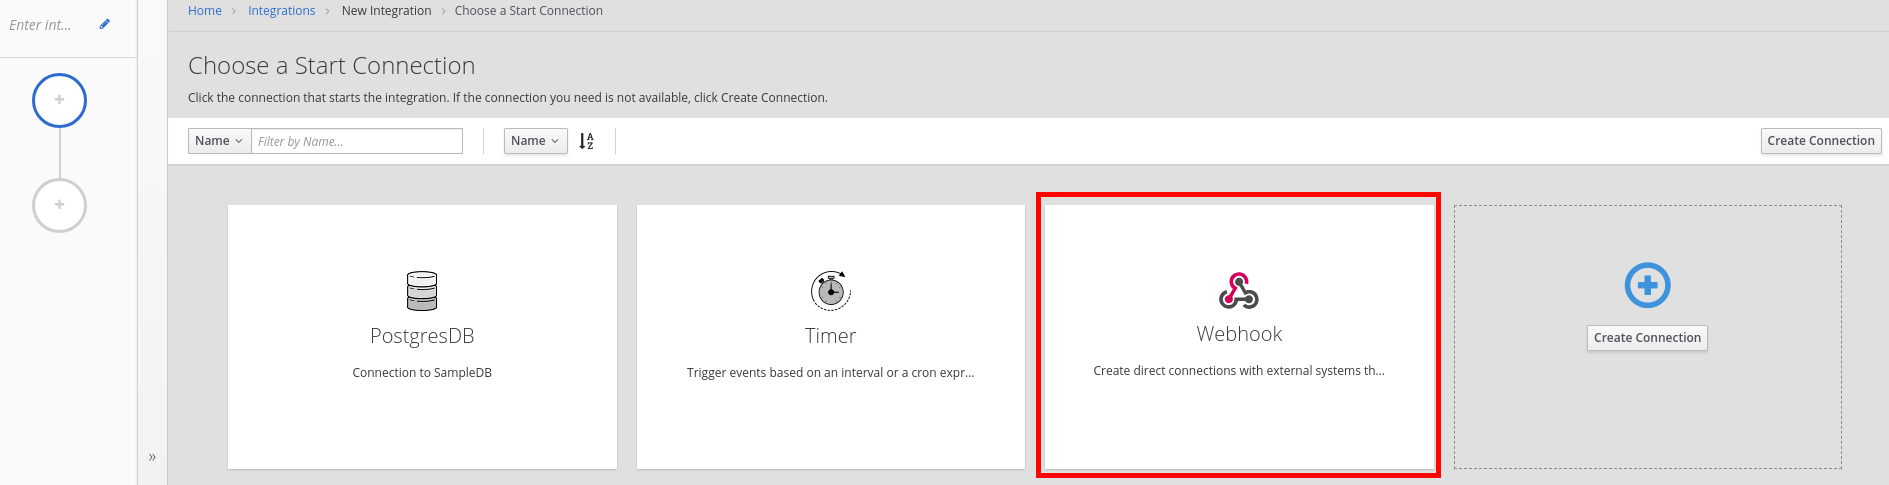 Enter int...
Home > Integrations > New Integration > Choose a Start Connection
Choose a Start Connection
Click the connection that starts the integration. If the connection you need is not available, click Create Connection.
Name Filter by Name... Name A Z Create Connection
PostgresDB
Connection to SampleDB
Timer
Trigger events based on an interval or a cron expr...
Webhook
Create direct connections with external systems th...
Create Connection
»